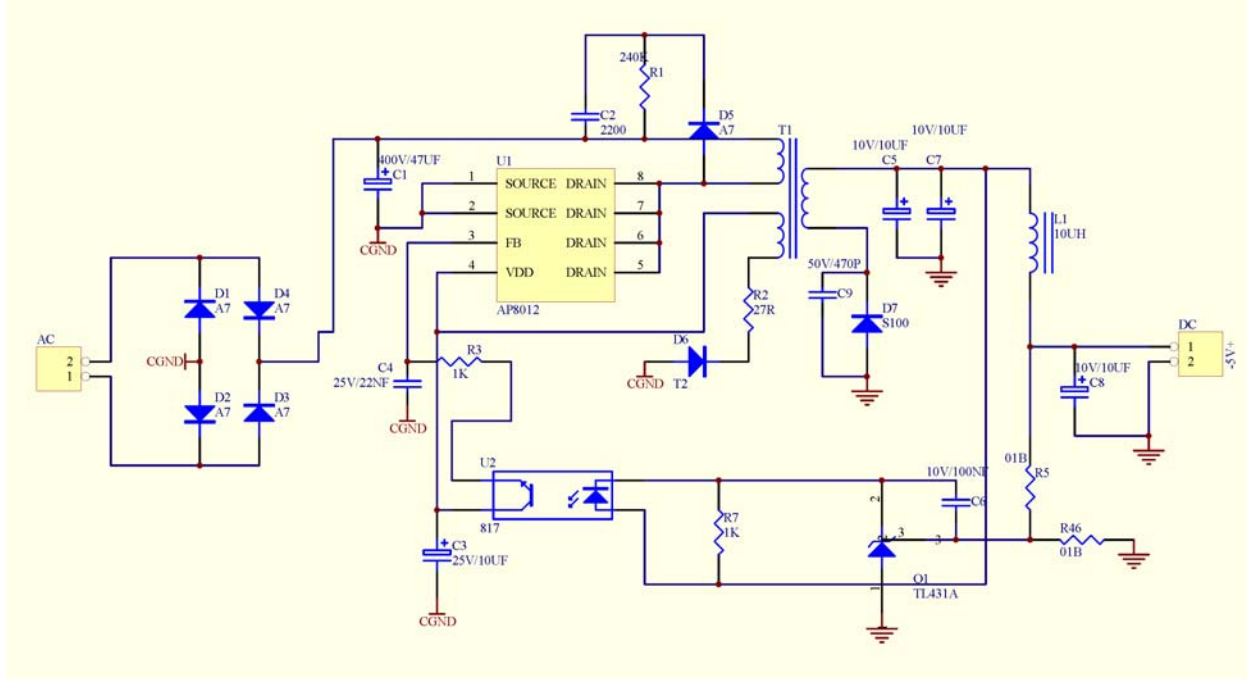 240K
R1
C2
2200
D5
A7
T1
10V/10UF
10V/10UF
C5
C7
400V/47UF
C1
CGND
U1
1
SOURCE DRAIN
8
2
SOURCE DRAIN
7
3
FB
DRAIN
6
4
VDD
DRAIN
5
AP8012
L1
10UH
50V/470P
C9
D7
S100
R2
27R
D6
T2
CGND
D1
A7
D4
A7
AC
2
1
CGND
D2
A7
D3
A7
C4
25V/22NF
R3
1K
CGND
DC
1
2
-5V+
10V/10UF
C8
U2
817
C3
25V/10UF
CGND
R7
1K
10V/100NF
C6
2
3
3
1
Q1
TL431A
01B
R5
R46
01B